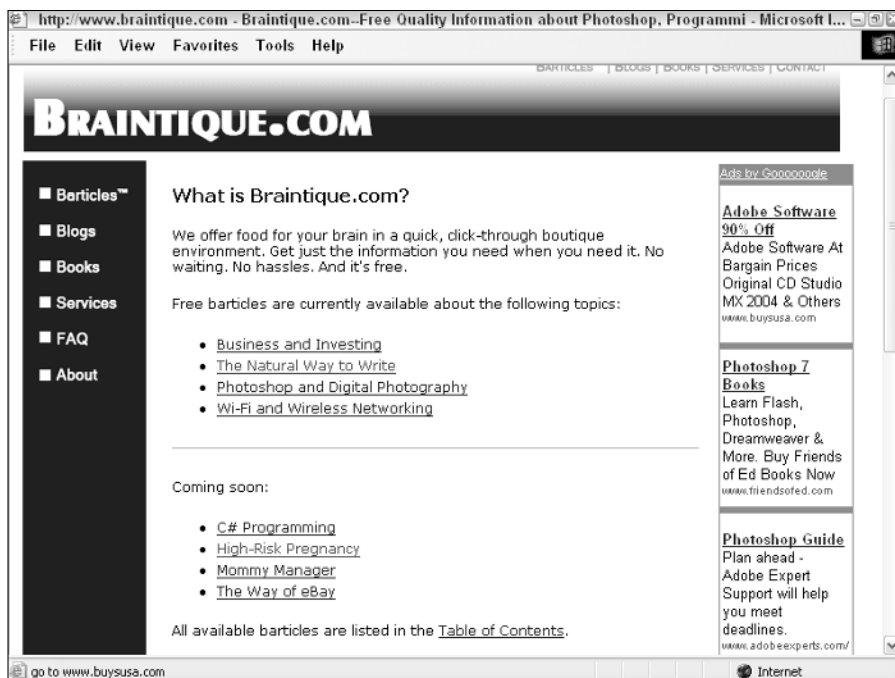 http://www.braintique.com - Braintique.com--Free Quality Information about Photoshop, Programmi - Microsoft I...
File Edit View Favorites Tools Help
BARTICLES | BLOGS | BOOKS | SERVICES | CONTACT
BRAINTIQUE.COM
Barticles™
Blogs
Books
Services
FAQ
About
What is Braintique.com?
We offer food for your brain in a quick, click-through boutique
environment. Get just the information you need when you need it. No
waiting. No hassles. And it's free.
Free barticles are currently available about the following topics:
Business and Investing
The Natural Way to Write
Photoshop and Digital Photography
Wi-Fi and Wireless Networking
Coming soon:
C# Programming
High-Risk Pregnancy
Mommy Manager
The Way of eBay
All available barticles are listed in the Table of Contents.
Ads by Goooooogle
Adobe Software
90% Off
Adobe Software At
Bargain Prices
Original CD Studio
MX 2004 & Others
www.buysusa.com
Photoshop 7
Books
Learn Flash,
Photoshop,
Dreamweaver &
More. Buy Friends
of Ed Books Now
www.friendsofed.com
Photoshop Guide
Plan ahead -
Adobe Expert
Support will help
you meet
deadlines.
www.adobeexperts.com/
go to www.buysusa.com
Internet